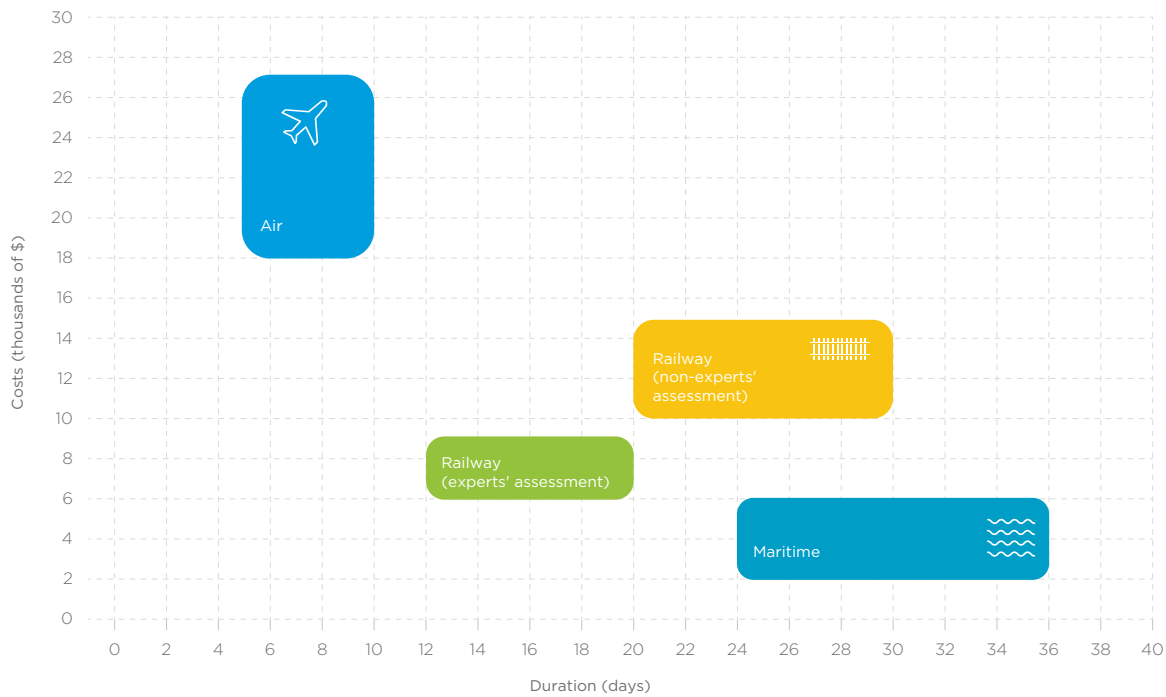 30
28
26
24
22
20
18
16
14
12
10
8
6
4
2
0
Costs (thousands of $)
Air
Railway
(non-experts'
assessment)
Railway
(experts' assessment)
Maritime
0 2 4 6 8 10 12 14 16 18 20 22 24 26 28 30 32 34 36 38 40
Duration (days)